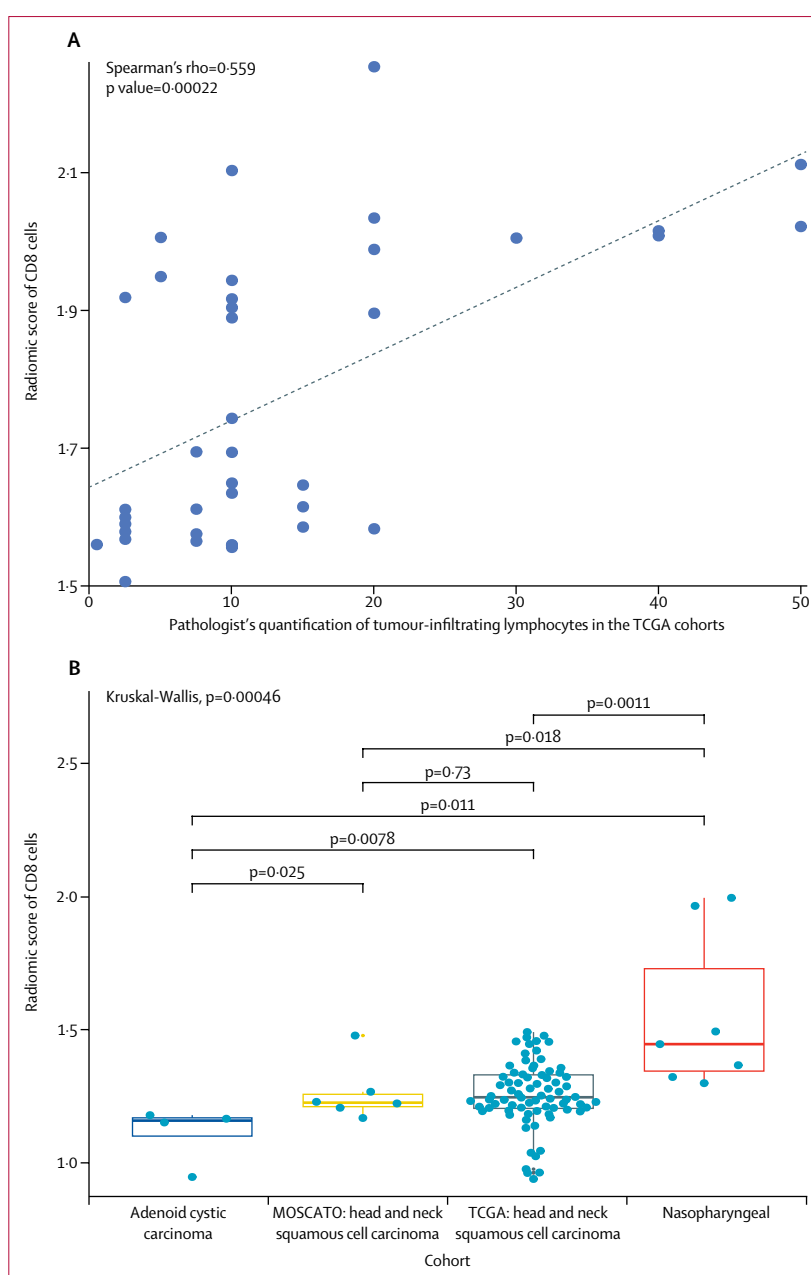 A
Spearman's rho=0·559
p value=0·00022
2·1
1·9
1·7
1·5
Radiomic score of CD8 cells
0
10
20
30
40
50
Pathologist's quantification of tumour-infiltrating lymphocytes in the TCGA cohorts
B
Kruskal-Wallis, p=0·00046
p=0·0011
p=0·018
p=0·73
p=0·011
p=0·0078
p=0·025
2·5
2·0
1·5
1·0
Radiomic score of CD8 cells
Adenoid cystic
carcinoma
MOSCATO: head and neck
squamous cell carcinoma
TCGA: head and neck
squamous cell carcinoma
Nasopharyngeal
Cohort